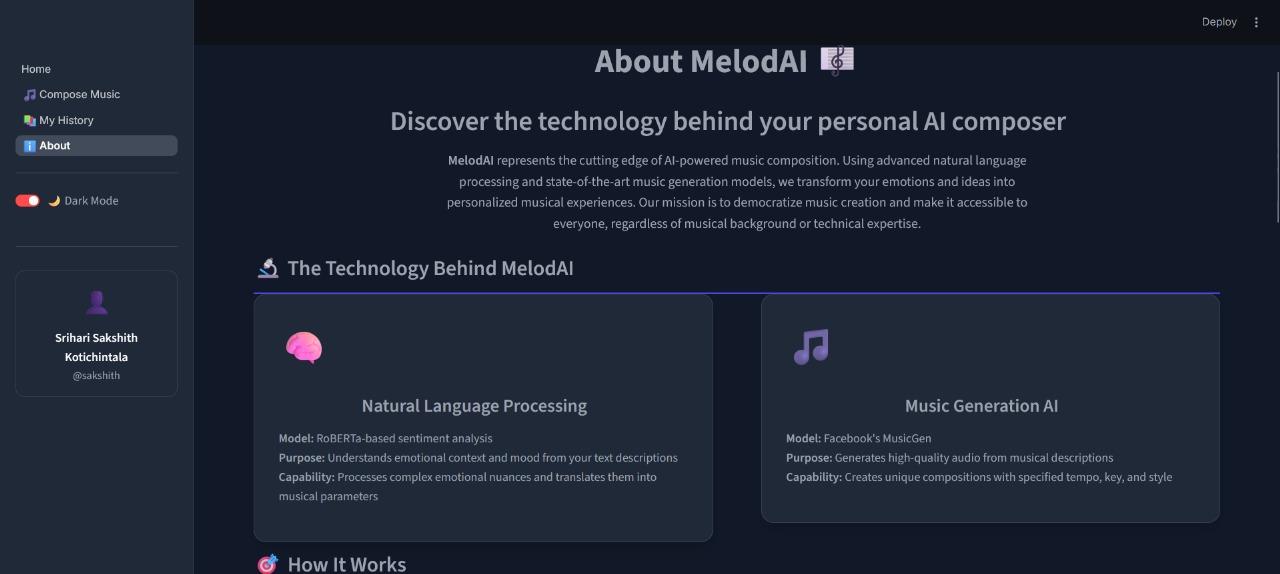 Deploy
Home
Compose Music
My History
About
Dark Mode
Srihari Sakshith
Kotichintala
@sakshith
About MelodAI
Discover the technology behind your personal AI composer
MelodAI represents the cutting edge of AI-powered music composition. Using advanced natural language
processing and state-of-the-art music generation models, we transform your emotions and ideas into
personalized musical experiences. Our mission is to democratize music creation and make it accessible to
everyone, regardless of musical background or technical expertise.
The Technology Behind MelodAI
Natural Language Processing
Model: RoBERTa-based sentiment analysis
Purpose: Understands emotional context and mood from your text descriptions
Capability: Processes complex emotional nuances and translates them into
musical parameters
Music Generation AI
Model: Facebook's MusicGen
Purpose: Generates high-quality audio from musical descriptions
Capability: Creates unique compositions with specified tempo, key, and style
How It Works